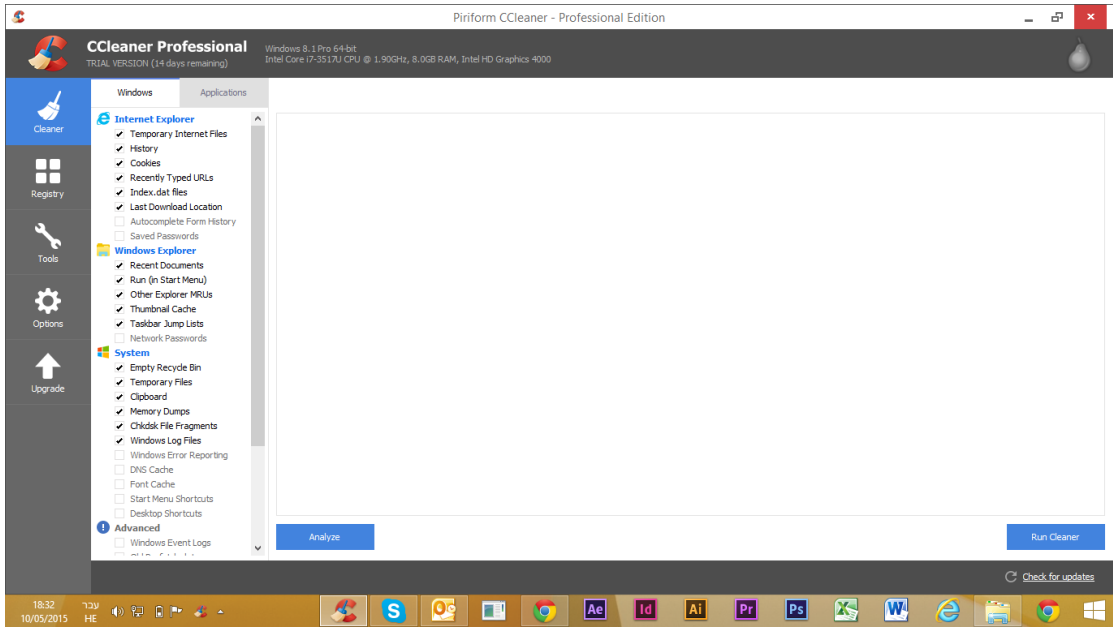 Piriform CCleaner - Professional Edition
CCleaner Professional
TRIAL VERSION (14 days remaining)
Windows 8.1 Pro 64-bit
Intel Core i7-3517U CPU @ 1.90GHz, 8.0GB RAM, Intel HD Graphics 4000
Cleaner
Registry
Tools
Options
Upgrade
Windows
Applications
Internet Explorer
Temporary Internet Files
History
Cookies
Recently Typed URLs
Index.dat files
Last Download Location
Autocomplete Form History
Saved Passwords
Windows Explorer
Recent Documents
Run (in Start Menu)
Other Explorer MRUs
Thumbnail Cache
Taskbar Jump Lists
Network Passwords
System
Empty Recycle Bin
Temporary Files
Clipboard
Memory Dumps
Chkdsk File Fragments
Windows Log Files
Windows Error Reporting
DNS Cache
Font Cache
Start Menu Shortcuts
Desktop Shortcuts
Advanced
Windows Event Logs
Analyze
Run Cleaner
Check for updates
18:32
10/05/2015
עבר
HE
Ae
Id
Ai
Pr
Ps